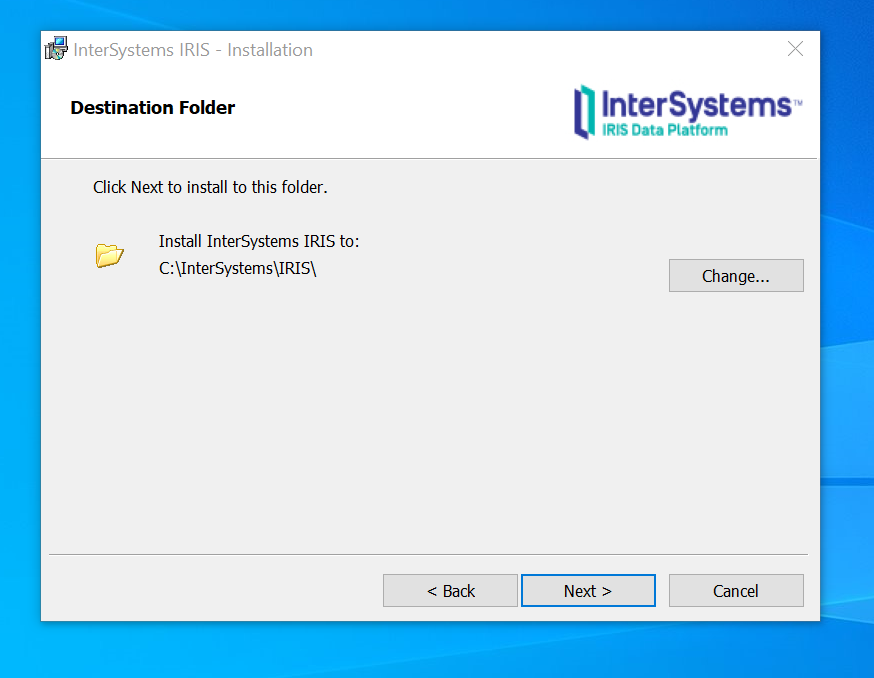 InterSystems IRIS - Installation
Destination Folder
InterSystems™
IRIS Data Platform
Click Next to install to this folder.
Install InterSystems IRIS to:
C:\InterSystems\IRIS\
Change...
< Back
Next >
Cancel